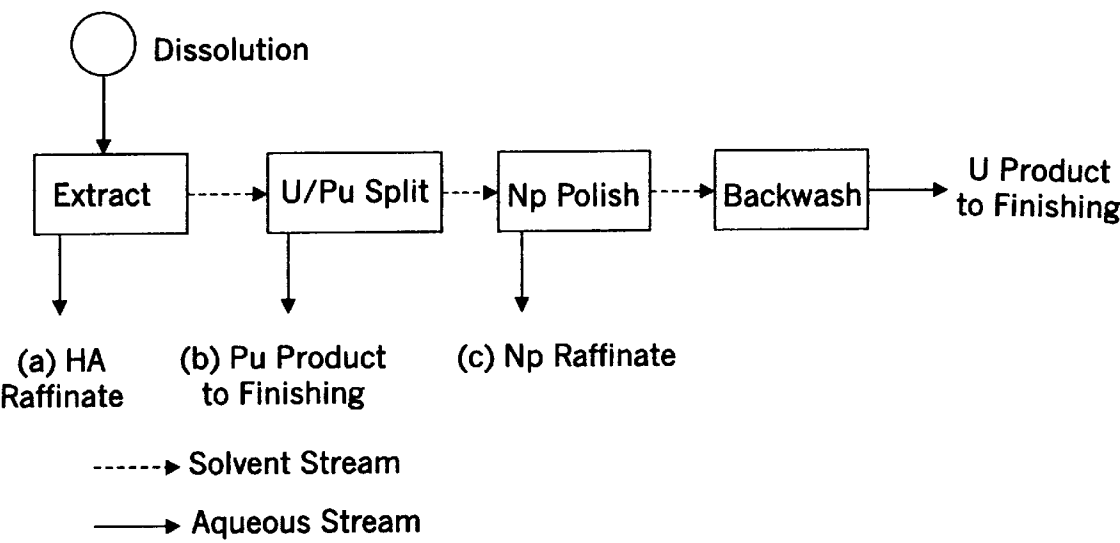 Dissolution
Extract
U/Pu Split
Np Polish
Backwash
U Product
to Finishing
(a) HA
Raffinate
(b) Pu Product
to Finishing
(c) Np Raffinate
Solvent Stream
Aqueous Stream